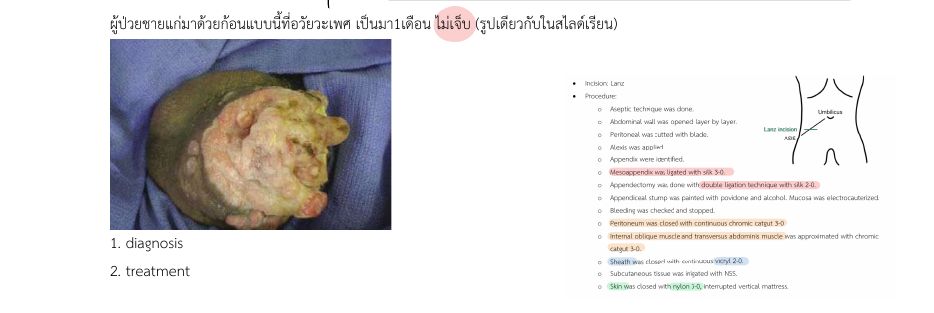 ผู้ป่วยชายแก่มาด้วยก้อนแบบนี้ที่อวัยวะเพศ เป็นมา1เดือน ไม่เจ็บ (รูปเดียวกับในสไลด์เรียน)
1. diagnosis
2. treatment
• Incision: Lanz
• Procedure:
○ Aseptic technique was done.
○ Abdominal wall was opened layer by layer.
○ Peritoneal was cutted with blade.
○ Alexis was applied
○ Appendix were identified.
○ Mesoappendix was ligated with silk 3-0.
○ Appendectomy was done with double ligation technique with silk 2-0.
○ Appendiceal stump was painted with povidone and alcohol. Mucosa was electrocauterized.
○ Bleeding was checked and stopped.
○ Peritoneum was closed with continuous chromic catgut 3-0
○ Internal oblique muscle and transversus abdominis muscle was approximated with chromic
catgut 3-0.
○ Sheath was closed with continuous vicryl 2-0.
○ Subcutaneous tissue was irrigated with NSS.
○ Skin was closed with nylon 3-0, interrupted vertical mattress.
Umbilicus
Lanz incision
ASIS